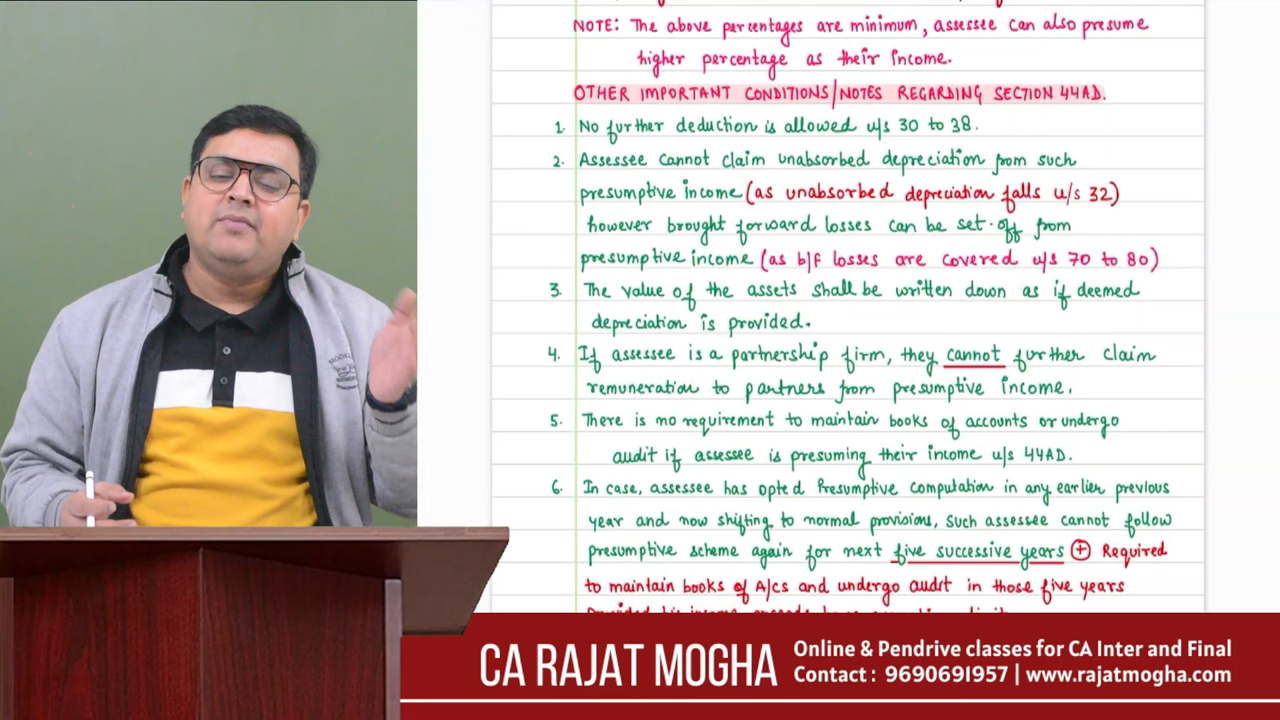 NOTE: The above percentages are minimum, assessee can also presume
higher percentage as their income.
OTHER IMPORTANT CONDITIONS/NOTES REGARDING SECTION 44AD.
1. No further deduction is allowed u/s 30 to 38.
2. Assessee cannot claim unabsorbed depreciation from such
presumptive income (as unabsorbed depreciation falls u/s 32)
however brought forward losses can be set-off from
presumptive income (as b/f losses are covered u/s 70 to 80)
3. The value of the assets shall be written down as if deemed
depreciation is provided.
4. If assessee is a partnership firm, they cannot further claim
remuneration to partners from presumptive income.
5. There is no requirement to maintain books of accounts or undergo
audit if assessee is presuming their income u/s 44AD.
6. In case, assessee has opted Presumptive computation in any earlier previous
year and now shifting to normal provisions, Such assessee cannot follow
presumptive scheme again for next five successive years (+) Required
to maintain books of A/cs and undergo audit in those five years
CA RAJAT MOGHA
Online & Pendrive classes for CA Inter and Final
Contact : 9690691957 | www.rajatmogha.com